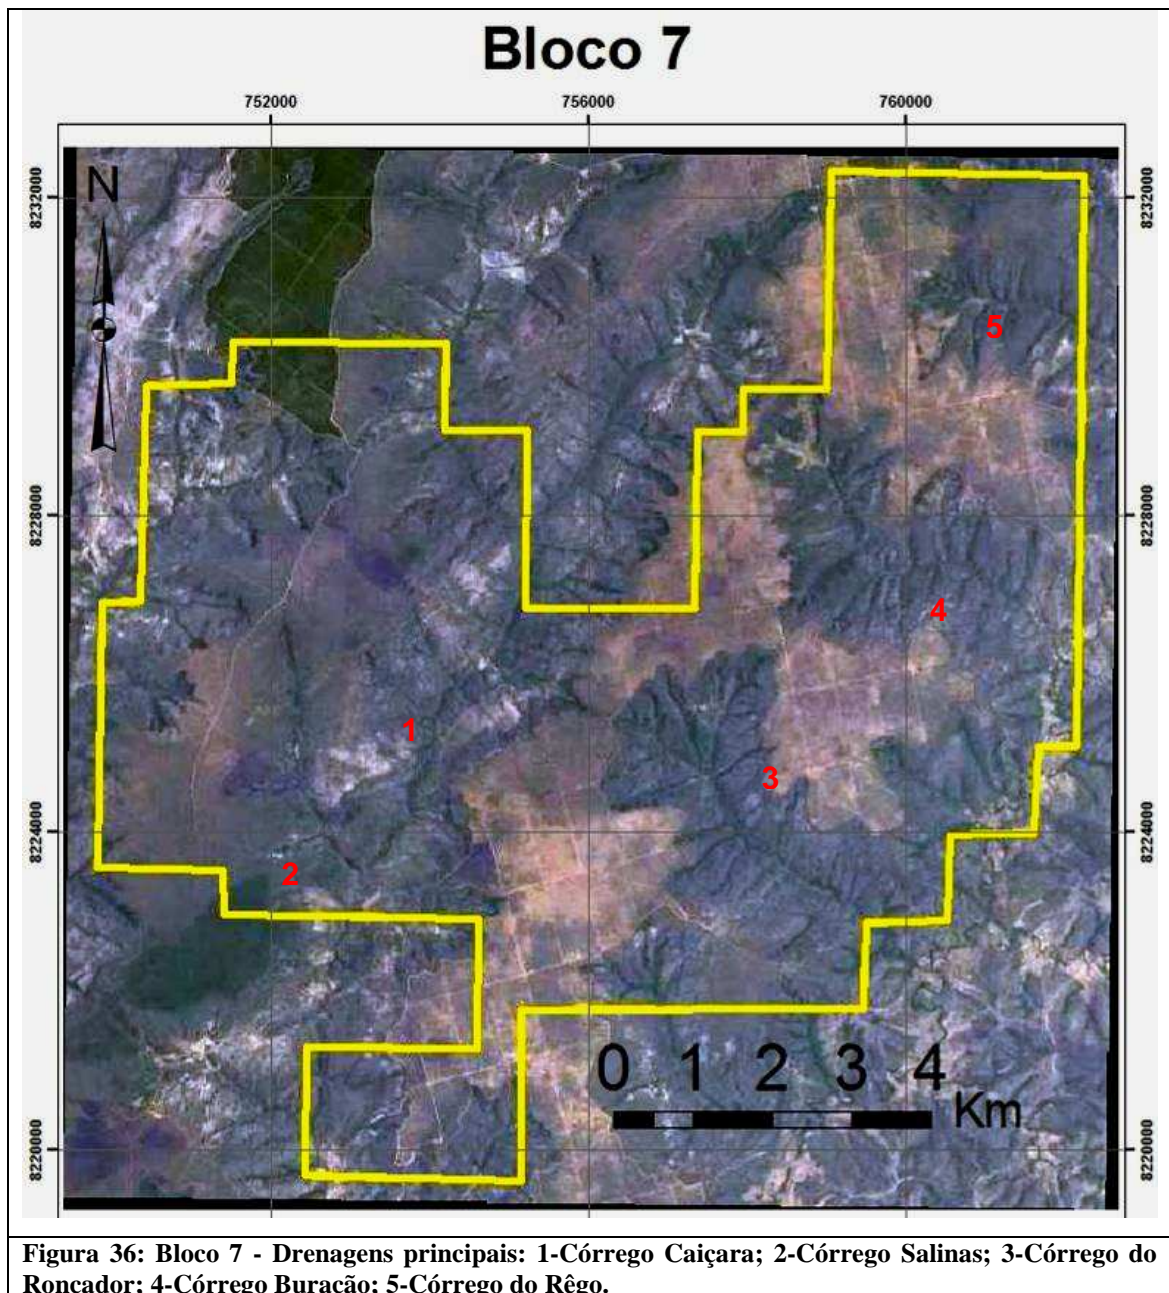 Bloco 7
752000 756000 760000
N
8232000 8232000
5
8228000 8228000
4
1
3
8224000 8224000
2
0 1 2 3 4
Km
8220000 8220000
Figura 36: Bloco 7 - Drenagens principais: 1-Córrego Caiçara; 2-Córrego Salinas; 3-Córrego do
Roncador; 4-Córrego Buracão; 5-Córrego do Rêgo.